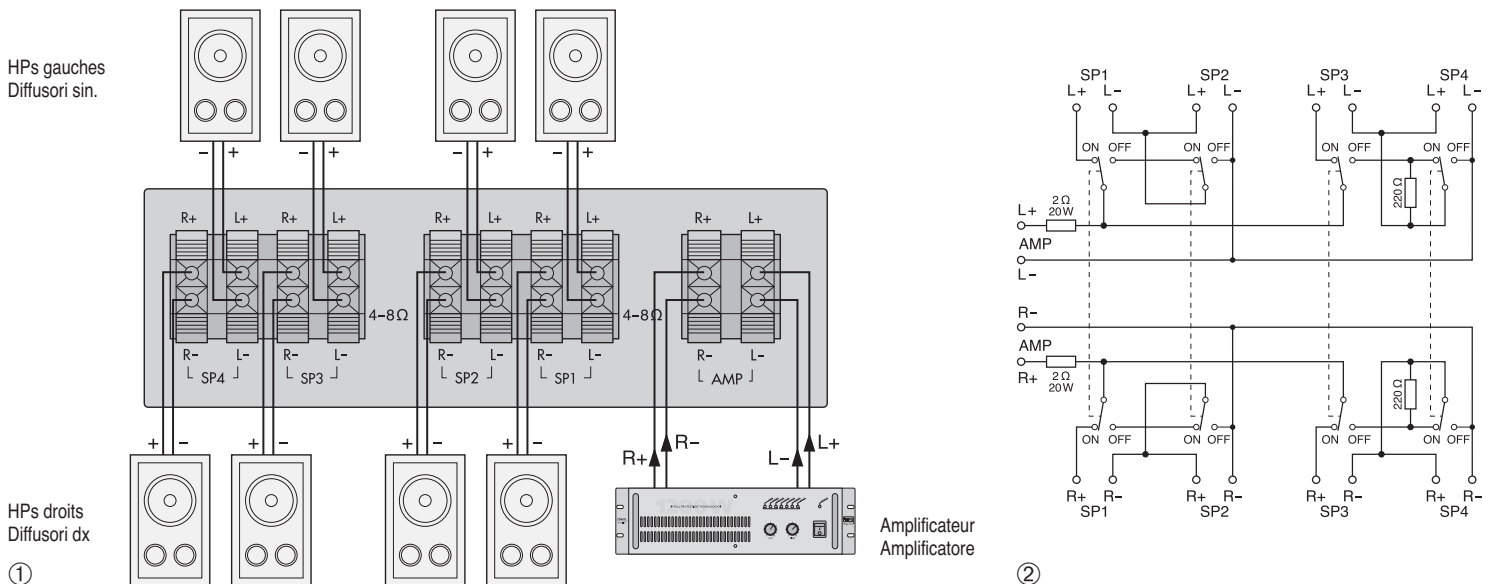 HPs gauches
Diffusori sin.
– + – + – + – +
R+ L+ R+ L+ R+ L+ R+ L+ R+ L+
4–8Ω 4–8Ω
R– L– R– L– R– L– R– L– R– L–
SP4 SP3 SP2 SP1 AMP
+ – + – + – + –
R+ R– L– L+
HPs droits
Diffusori dx
Amplificateur
Amplificatore
①
SP1 SP2 SP3 SP4
L+ L– L+ L– L+ L– L+ L–
ON OFF ON OFF ON OFF ON OFF
220 Ω
L+ 2 Ω
20W
AMP
L–
R–
AMP
R+ 2 Ω
20W
220 Ω
ON OFF ON OFF ON OFF ON OFF
R+ R– R+ R– R+ R– R+ R–
SP1 SP2 SP3 SP4
②